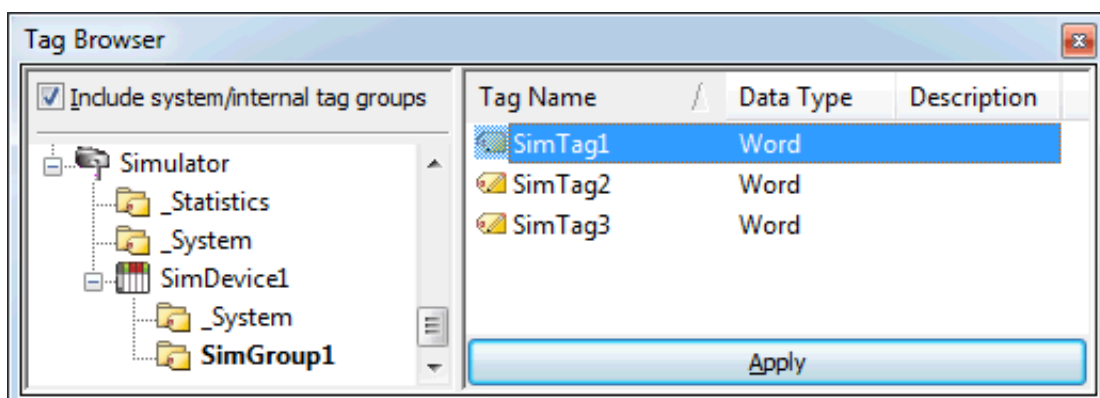 Tag Browser
Include system/internal tag groups
Simulator
_Statistics
_System
SimDevice1
_System
SimGroup1
Tag Name Data Type Description
SimTag1 Word
SimTag2 Word
SimTag3 Word
Apply